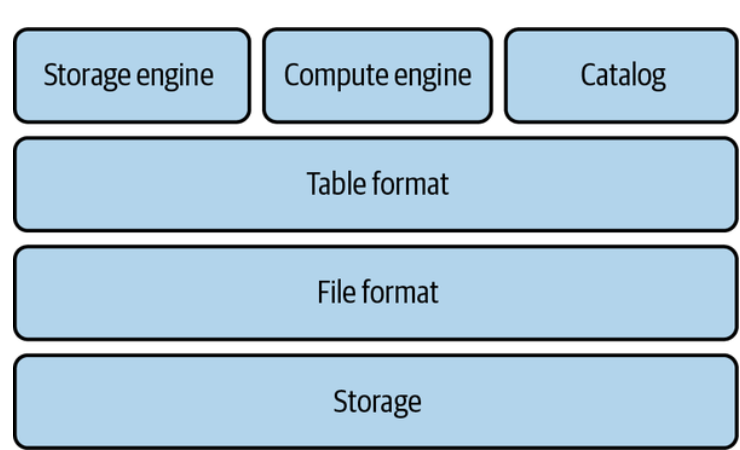 Storage engine
Compute engine
Catalog
Table format
File format
Storage